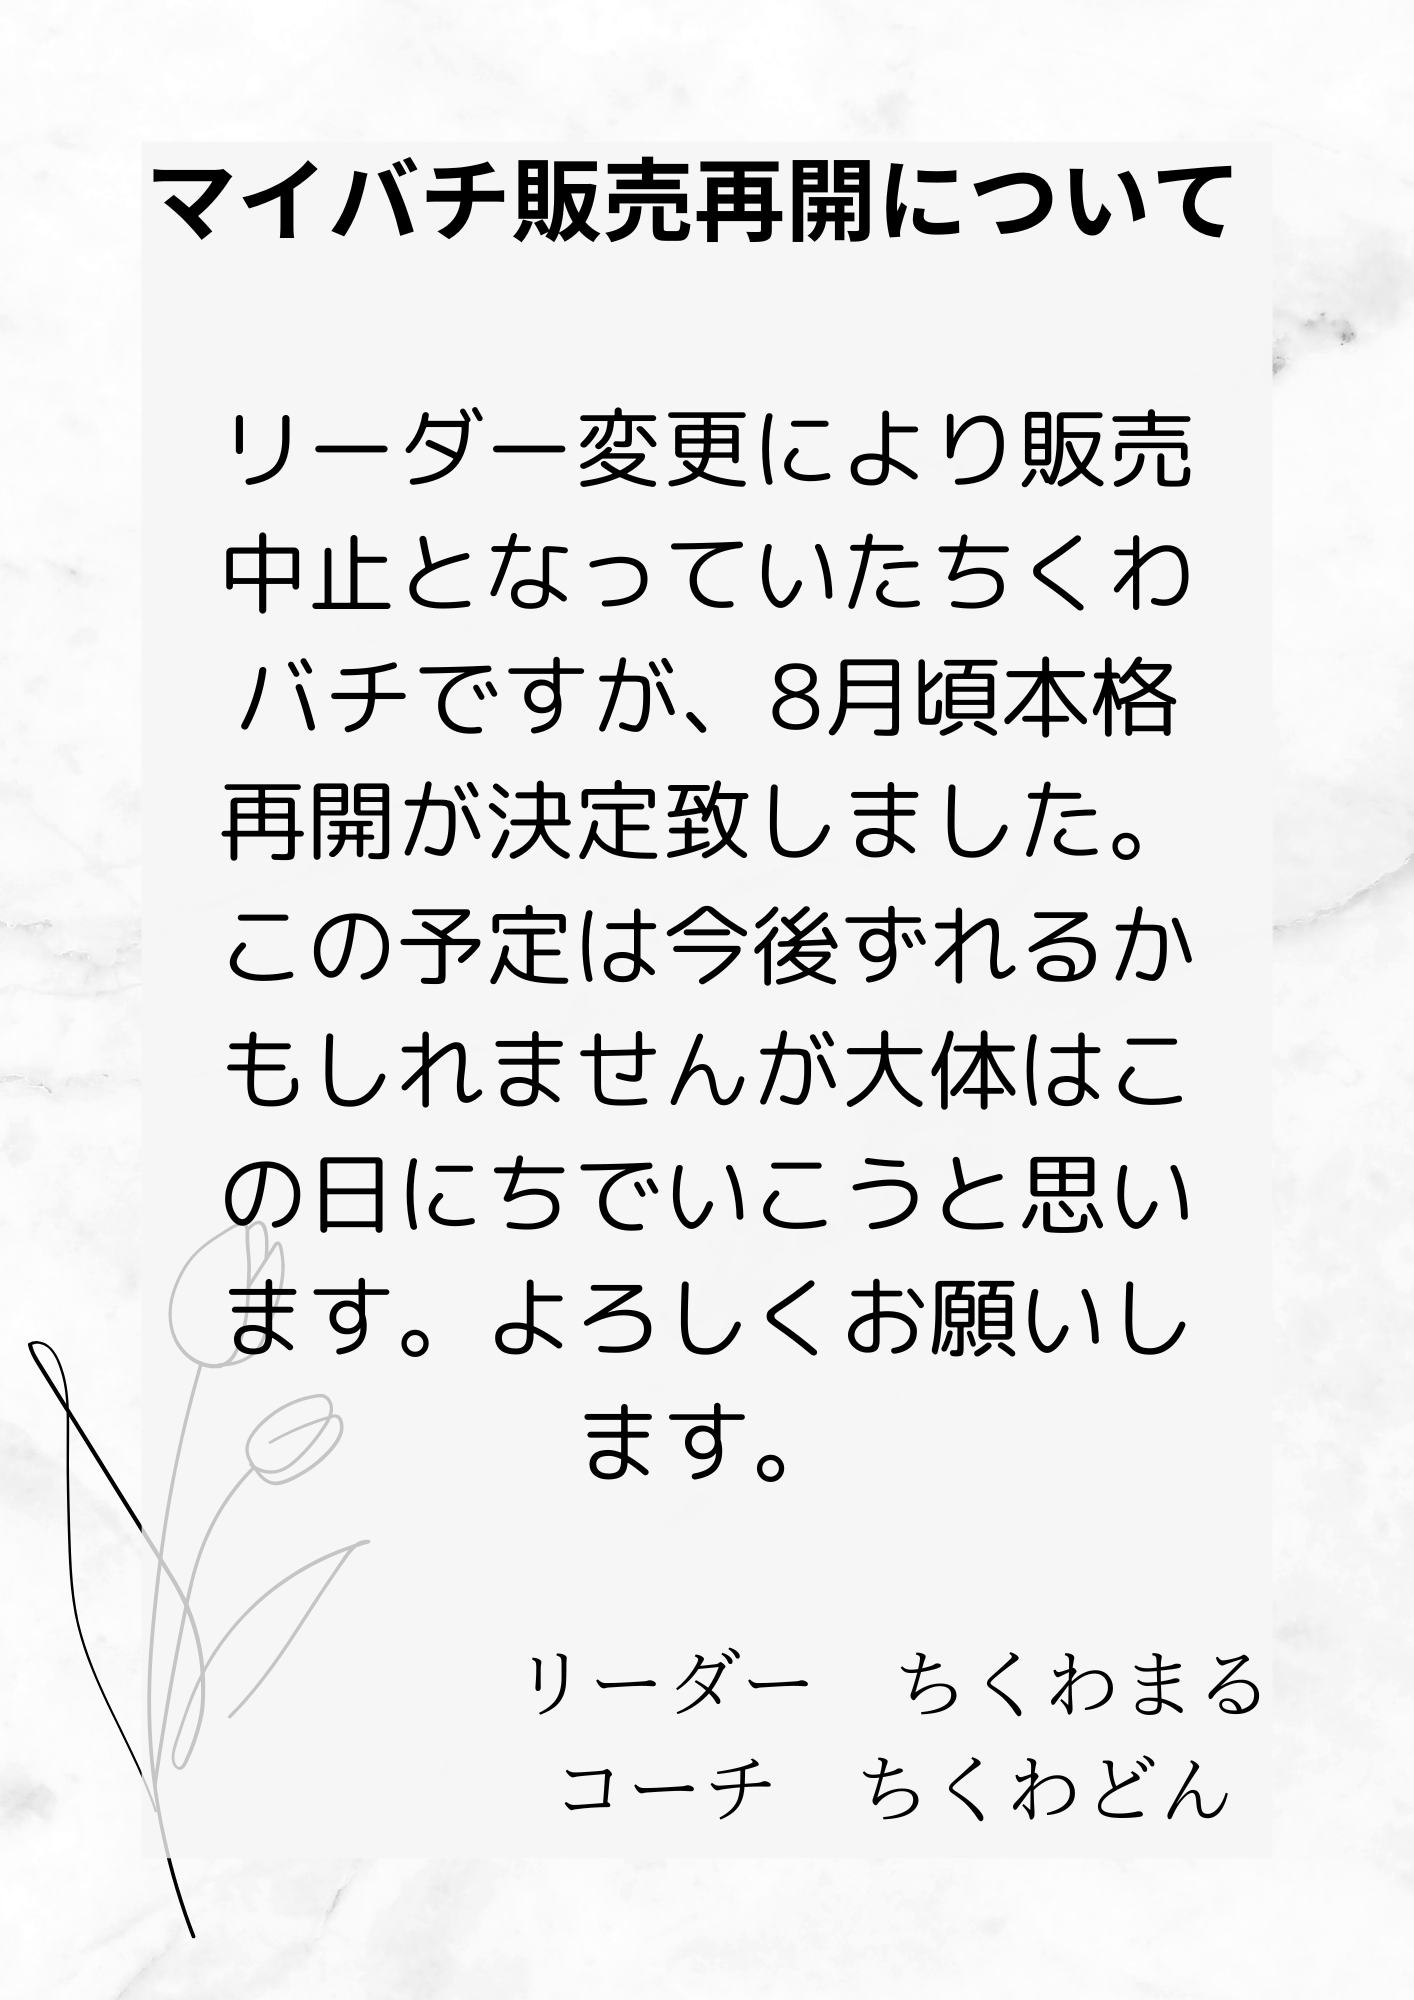 マイバチ販売再開について
リーダー変更により販売
中止となっていたちくわ
バチですが、8月頃本格
再開が決定致しました。
この予定は今後ずれるか
もしれませんが大体はこ
の日にちでいこうと思い
ます。よろしくお願いし
ます。
リーダー　ちくわまる
コーチ　ちくわどん